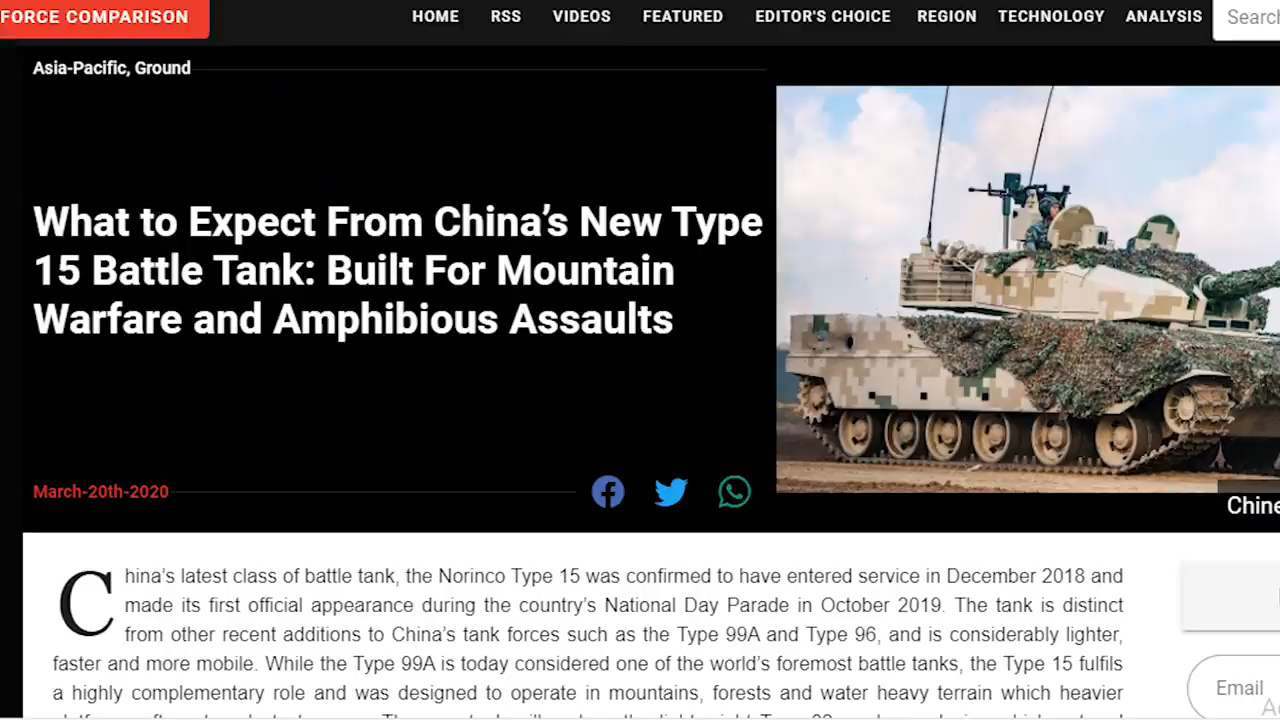 FORCE COMPARISON
HOME RSS VIDEOS FEATURED EDITOR'S CHOICE REGION TECHNOLOGY ANALYSIS
Search
Asia-Pacific, Ground
What to Expect From China’s New Type
15 Battle Tank: Built For Mountain
Warfare and Amphibious Assaults
March-20th-2020
Chine
China’s latest class of battle tank, the Norinco Type 15 was confirmed to have entered service in December 2018 and
made its first official appearance during the country’s National Day Parade in October 2019. The tank is distinct
from other recent additions to China’s tank forces such as the Type 99A and Type 96, and is considerably lighter,
faster and more mobile. While the Type 99A is today considered one of the world’s foremost battle tanks, the Type 15 fulfils
a highly complementary role and was designed to operate in mountains, forests and water heavy terrain which heavier
Email